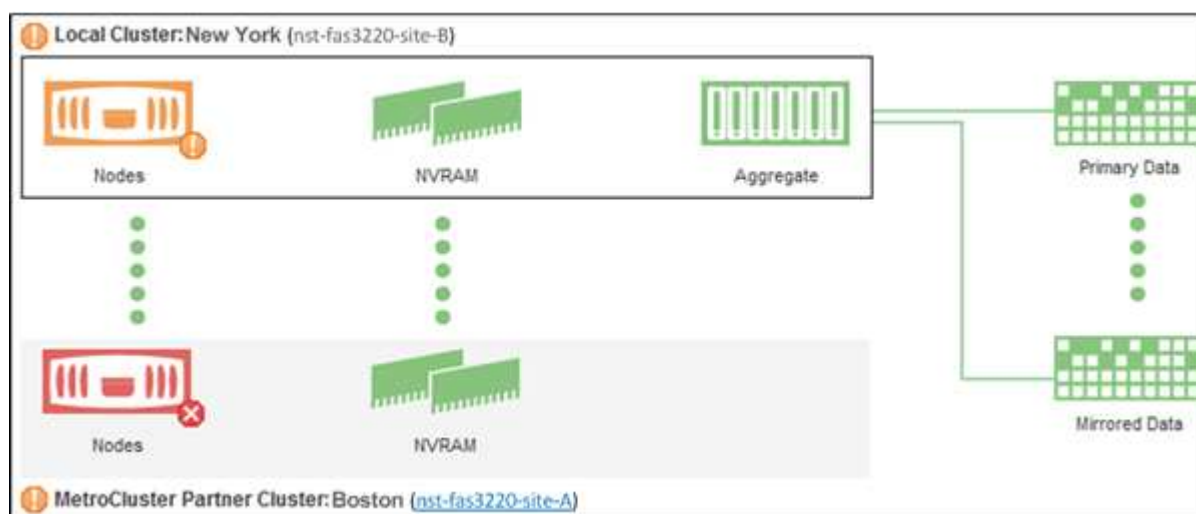 Local Cluster: New York (nst-fas3220-site-B)
Nodes NVRAM Aggregate Primary Data
Nodes NVRAM Mirrored Data
MetroCluster Partner Cluster: Boston (nst-fas3220-site-A)